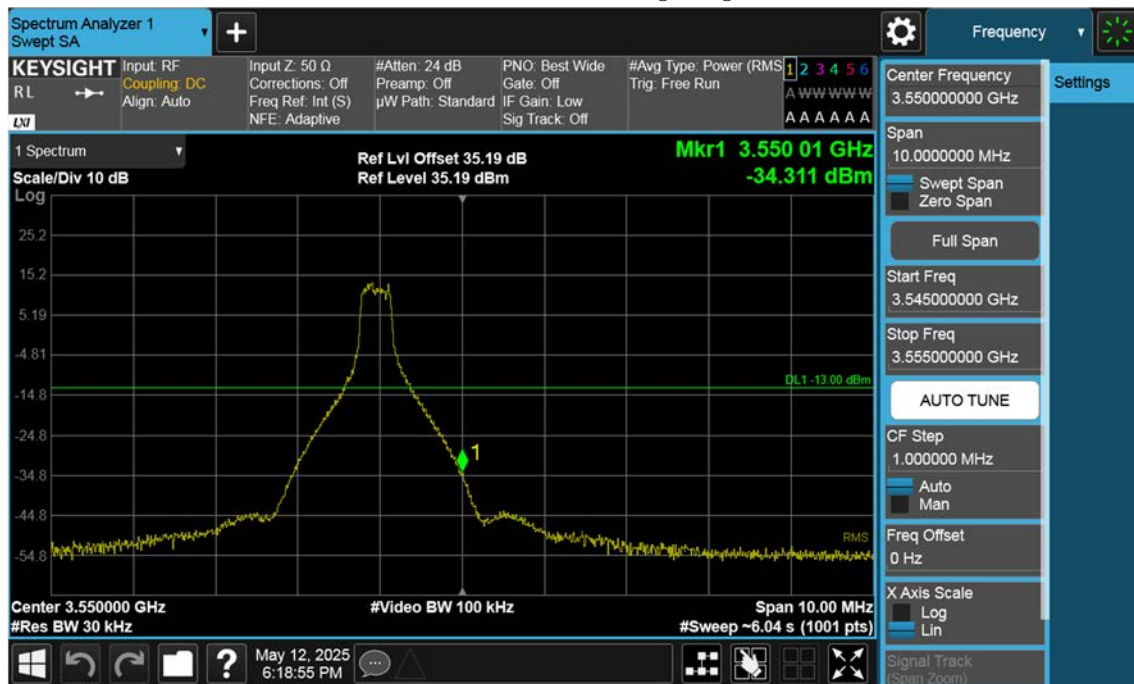 Spectrum Analyzer 1
Swept SA
+
Frequency
KEYSIGHT
RL
LXI
Input: RF
Coupling: DC
Align: Auto
Input Z: 50 Ω
Corrections: Off
Freq Ref: Int (S)
NFE: Adaptive
#Atten: 24 dB
Preamp: Off
µW Path: Standard
PNO: Best Wide
Gate: Off
IF Gain: Low
Sig Track: Off
#Avg Type: Power (RMS
Trig: Free Run
1 2 3 4 5 6
A W W W W W
A A A A A A
1 Spectrum
Scale/Div 10 dB
Log
Ref Lvl Offset 35.19 dB
Ref Level 35.19 dBm
Mkr1 3.550 01 GHz
-34.311 dBm
25.2
15.2
5.19
-4.81
-14.8
-24.8
-34.8
-44.8
-54.8
DL1 -13.00 dBm
1
RMS
Center 3.550000 GHz
#Video BW 100 kHz
Span 10.00 MHz
#Res BW 30 kHz
#Sweep ~6.04 s (1001 pts)
Center Frequency
3.550000000 GHz
Settings
Span
10.0000000 MHz
Swept Span
Zero Span
Full Span
Start Freq
3.545000000 GHz
Stop Freq
3.555000000 GHz
AUTO TUNE
CF Step
1.000000 MHz
Auto
Man
Freq Offset
0 Hz
X Axis Scale
Log
Lin
Signal Track
(Span Zoom)
?
May 12, 2025
6:18:55 PM